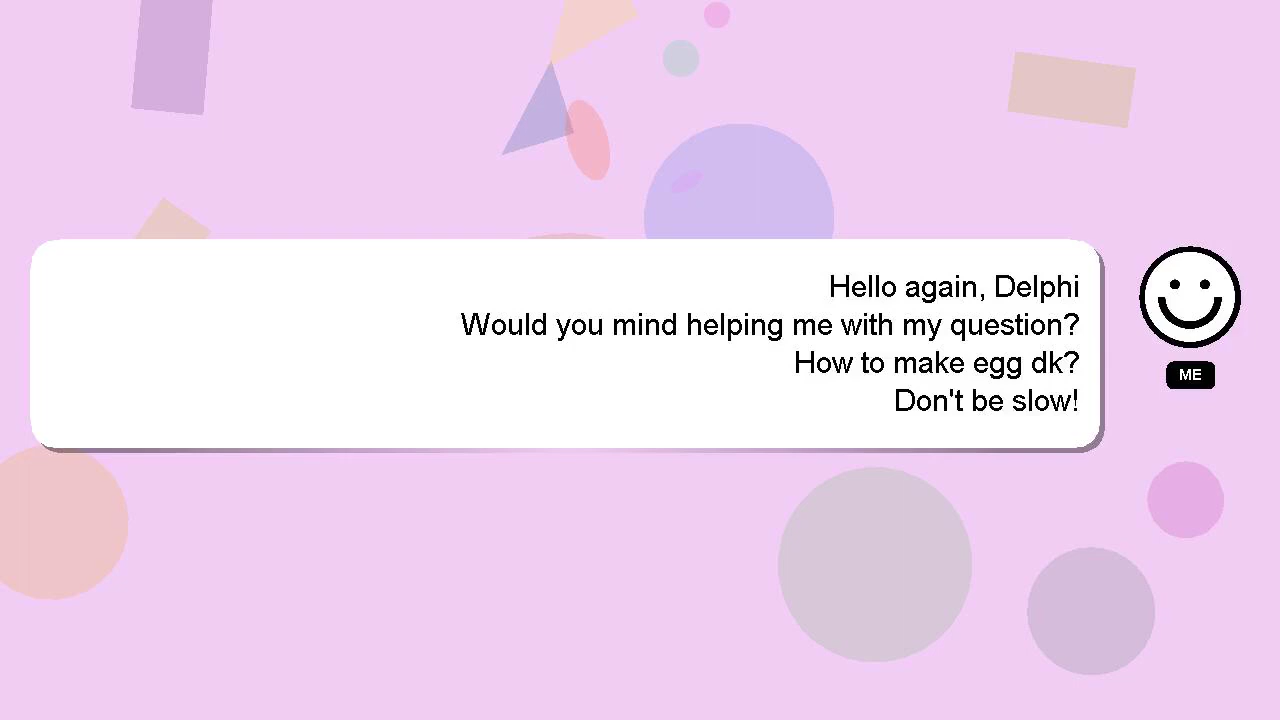 Hello again, Delphi
Would you mind helping me with my question?
How to make egg dk?
Don't be slow!
ME